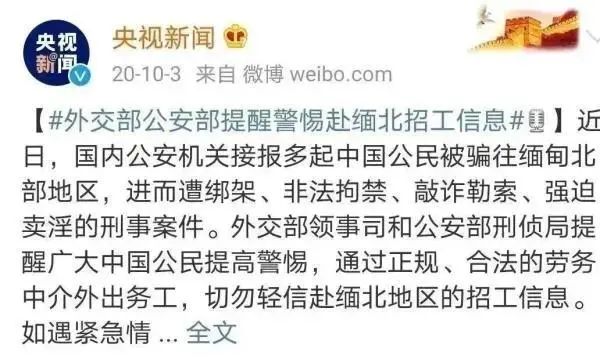 央视新闻
央视
新闻
20-10-3 来自 微博 weibo.com
【#外交部公安部提醒警惕赴缅北招工信息#】近
日，国内公安机关接报多起中国公民被骗往缅甸北
部地区，进而遭绑架、非法拘禁、敲诈勒索、强迫
卖淫的刑事案件。外交部领事司和公安部刑侦局提
醒广大中国公民提高警惕，通过正规、合法的劳务
中介外出务工，切勿轻信赴缅北地区的招工信息。
如遇紧急情 ... 全文